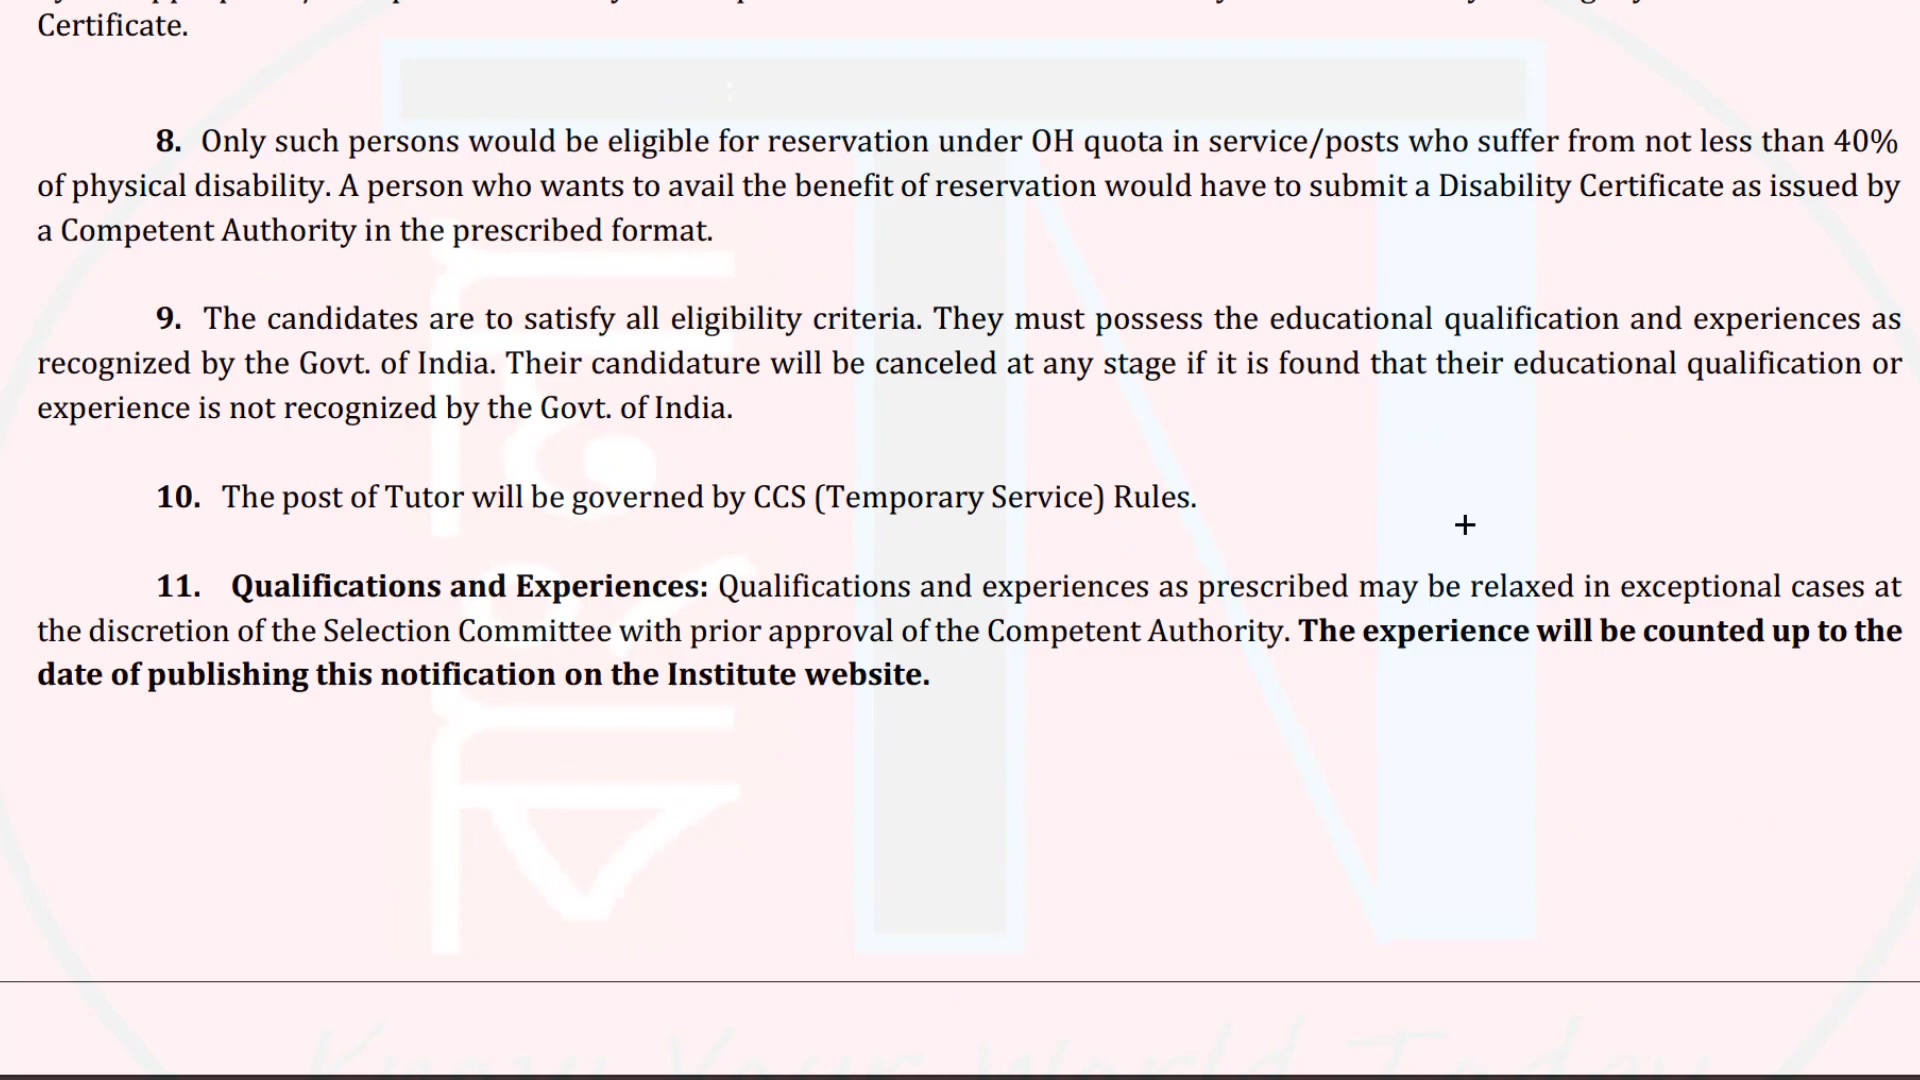 Certificate.
8. Only such persons would be eligible for reservation under OH quota in service/posts who suffer from not less than 40%
of physical disability. A person who wants to avail the benefit of reservation would have to submit a Disability Certificate as issued by
a Competent Authority in the prescribed format.
9. The candidates are to satisfy all eligibility criteria. They must possess the educational qualification and experiences as
recognized by the Govt. of India. Their candidature will be canceled at any stage if it is found that their educational qualification or
experience is not recognized by the Govt. of India.
10. The post of Tutor will be governed by CCS (Temporary Service) Rules.
11. Qualifications and Experiences: Qualifications and experiences as prescribed may be relaxed in exceptional cases at
the discretion of the Selection Committee with prior approval of the Competent Authority. The experience will be counted up to the
date of publishing this notification on the Institute website.
Know Your World Today